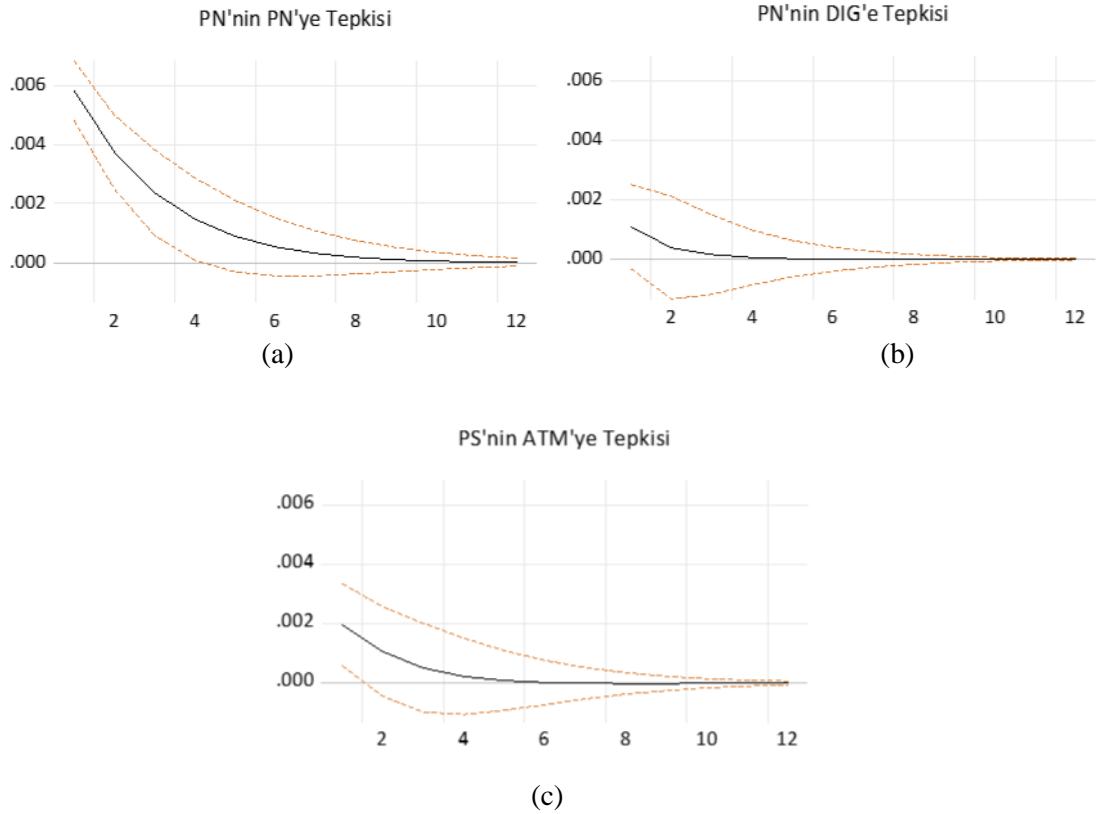 PN'nin PN'ye Tepkisi
PN'nin DIG'e Tepkisi
.006
.004
.002
.000
2 4 6 8 10 12
.006
.004
.002
.000
2 4 6 8 10 12
(a)
(b)
PS'nin ATM'ye Tepkisi
.006
.004
.002
.000
2 4 6 8 10 12
(c)